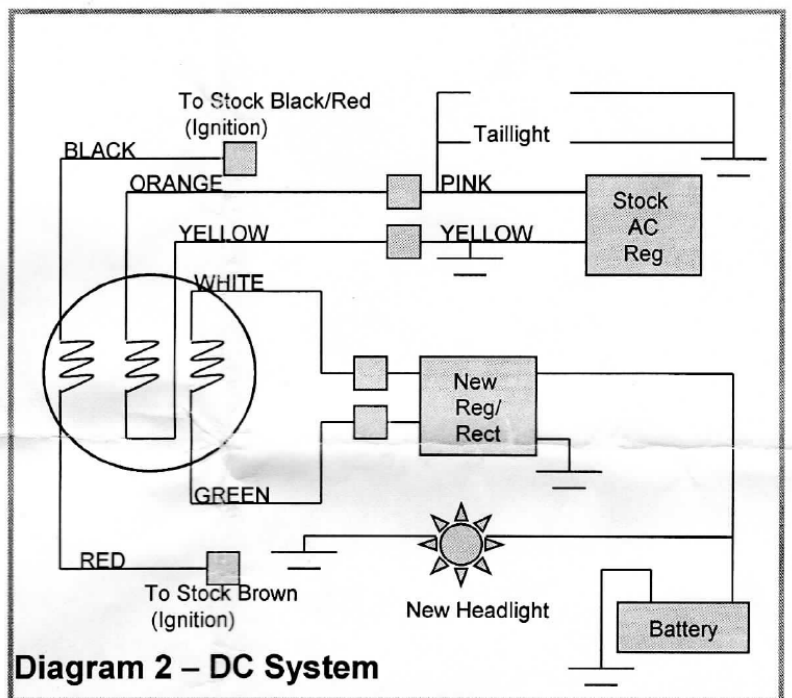 To Stock Black/Red
(Ignition)
BLACK
ORANGE
PINK
Taillight
Stock
AC
Reg
YELLOW
YELLOW
WHITE
New
Reg/
Rect
GREEN
RED
To Stock Brown
(Ignition)
New Headlight
Battery
Diagram 2 – DC System